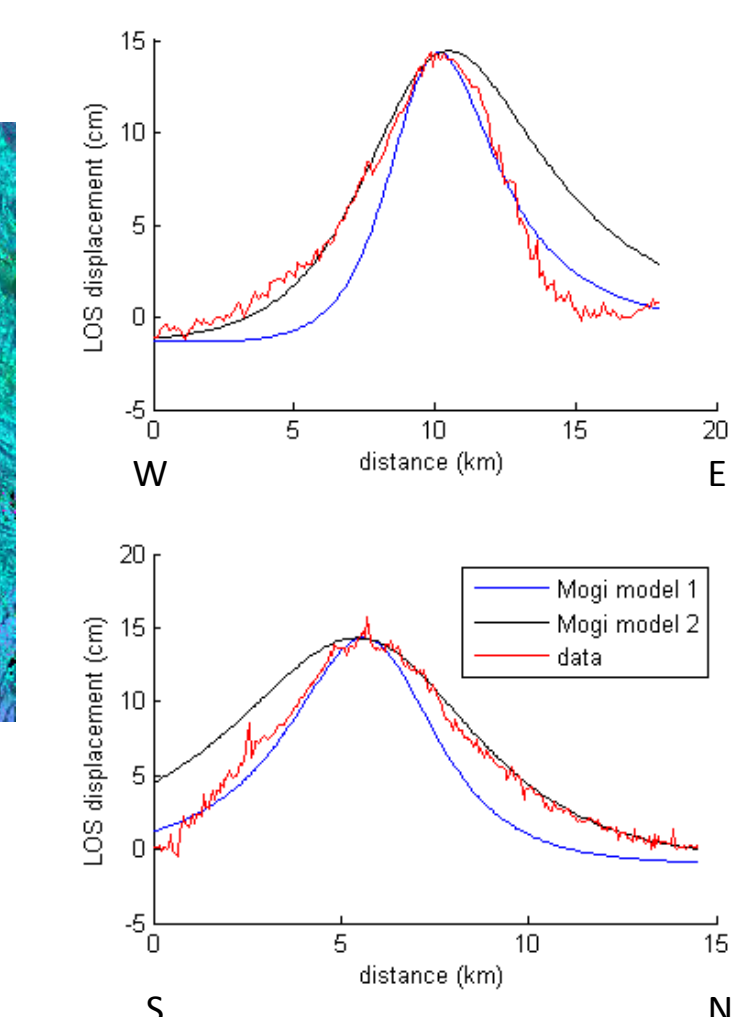 15
10
5
0
-5
LOS displacement (cm)
0 5 10 15 20
distance (km)
W E
20
15
10
5
0
-5
LOS displacement (cm)
Mogi model 1
Mogi model 2
data
0 5 10 15
distance (km)
S N